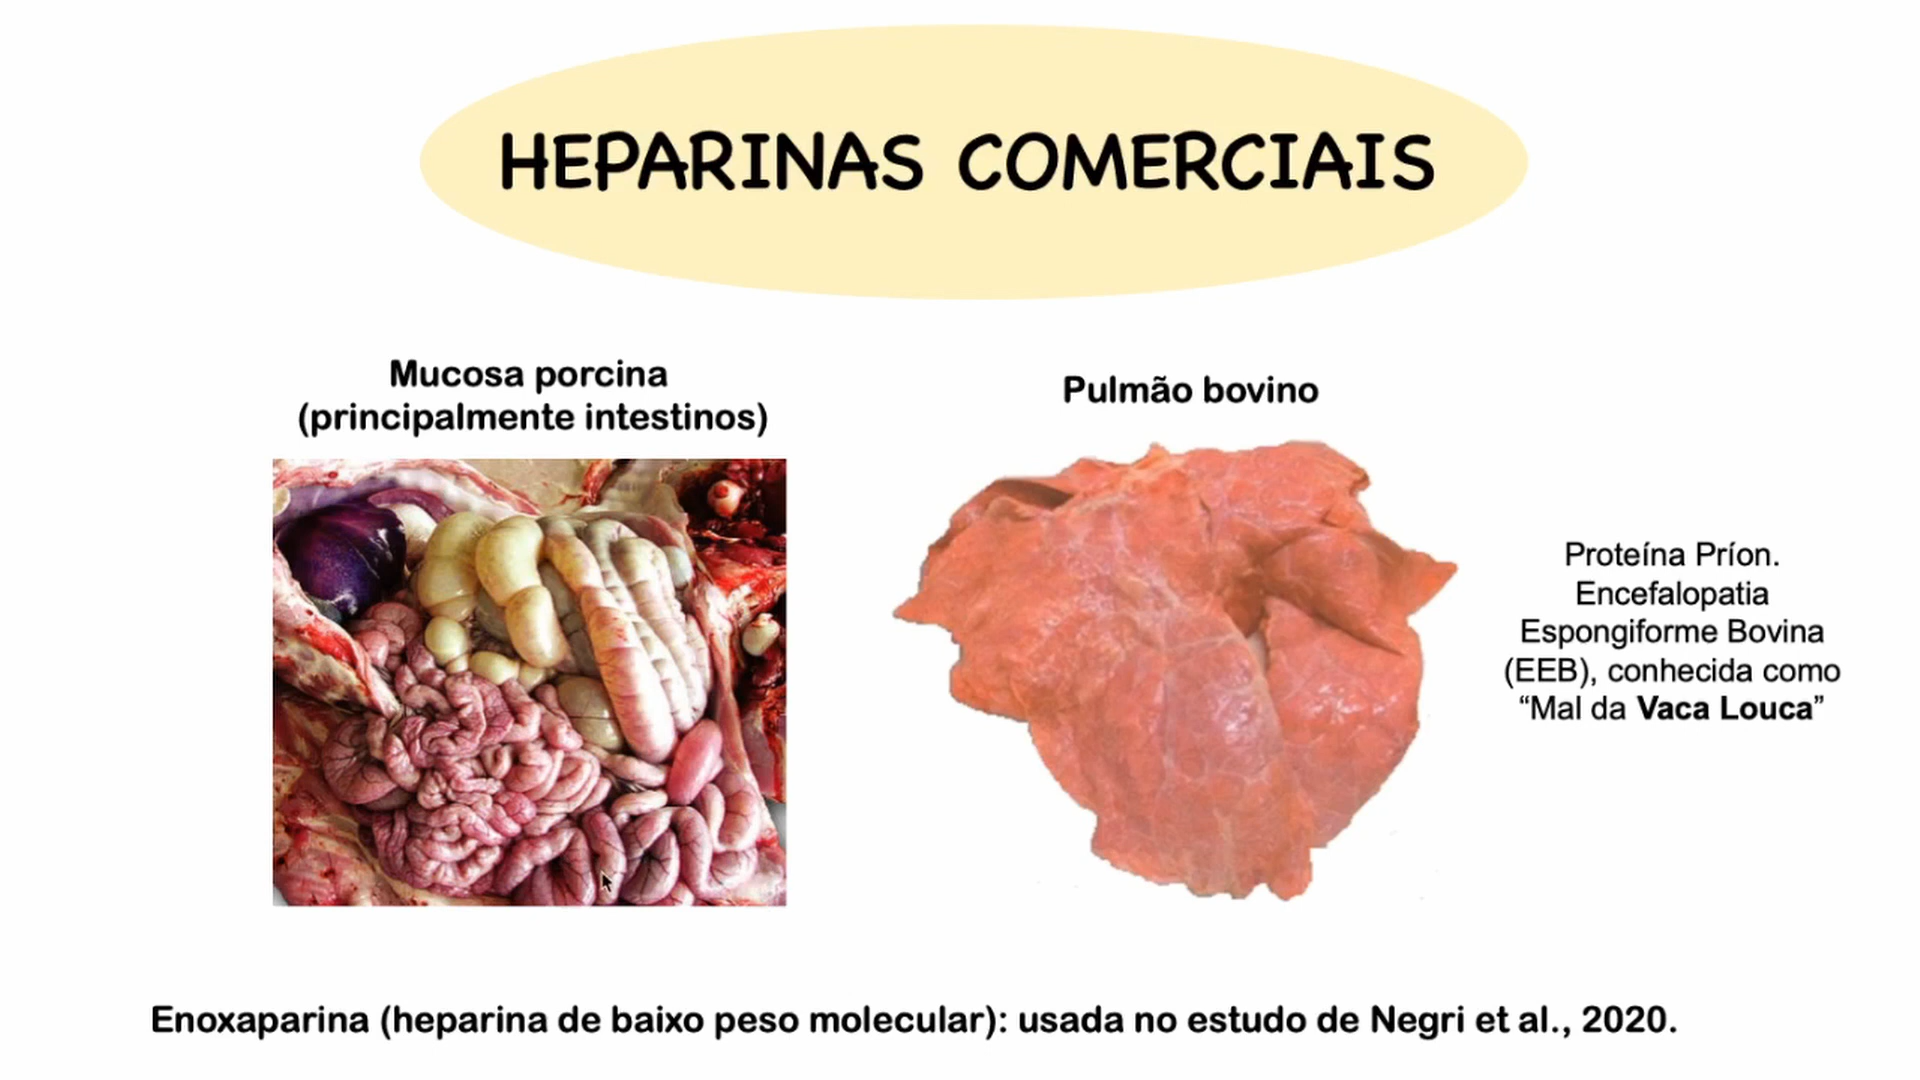 HEPARINAS COMERCIAIS
Mucosa porcina
(principalmente intestinos)
Pulmão bovino
Proteína Príon.
Encefalopatia
Espongiforme Bovina
(EEB), conhecida como
“Mal da Vaca Louca”
Enoxaparina (heparina de baixo peso molecular): usada no estudo de Negri et al., 2020.